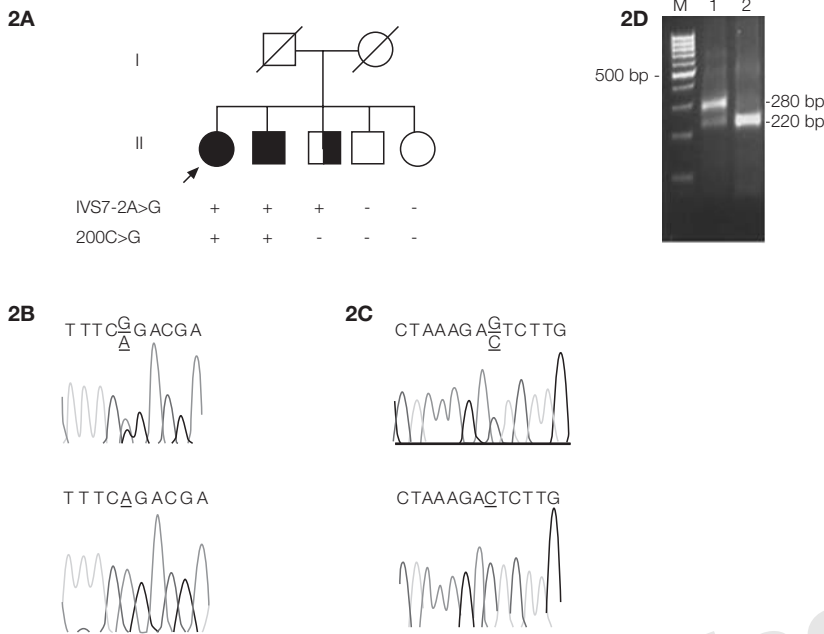 2A
I
II
IVS7-2A>G + + + - -
200C>G + + - - -
2D
M 1 2
500 bp -
-280 bp
-220 bp
2B
TTTCGGACGA
A
TTTCAGACGA
2C
CTAAAGAGTCTTG
C
CTAAAGACTCTTG